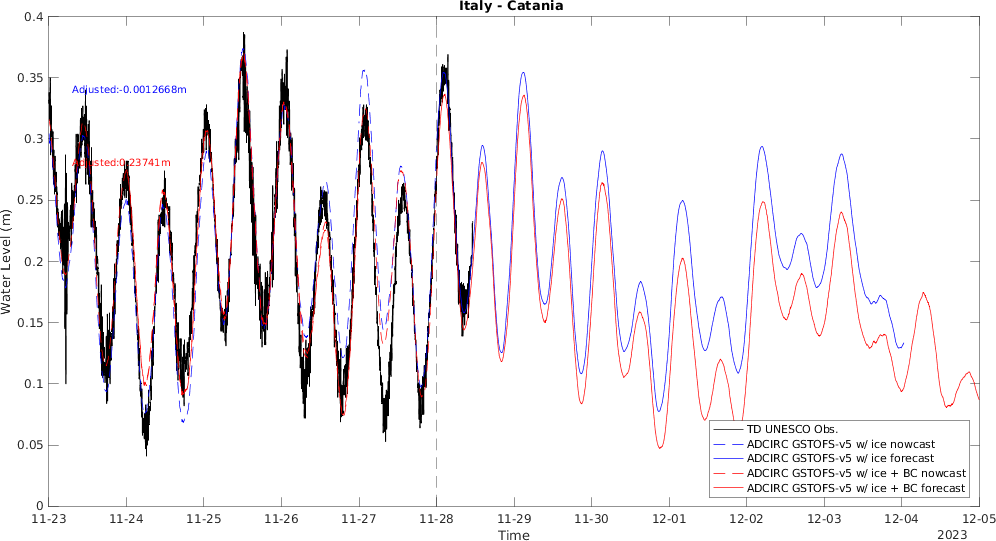 Italy - Catania
0.4
0.35
0.3
0.25
0.2
0.15
0.1
0.05
0
Water Level (m)
Adjusted:-0.0012668m
Adjusted:0.23741m
TD UNESCO Obs.
ADCIRC GSTOFS-v5 w/ ice nowcast
ADCIRC GSTOFS-v5 w/ ice forecast
ADCIRC GSTOFS-v5 w/ ice + BC nowcast
ADCIRC GSTOFS-v5 w/ ice + BC forecast
11-23 11-24 11-25 11-26 11-27 11-28 11-29 11-30 12-01 12-02 12-03 12-04 12-05
Time
2023